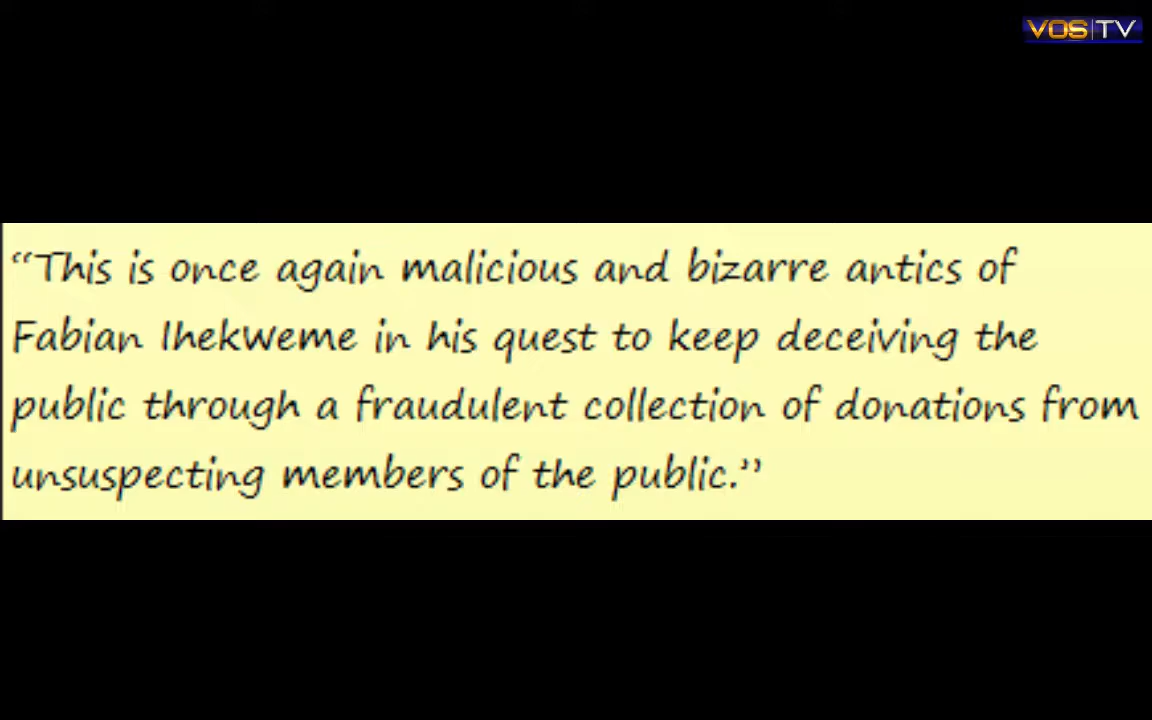 VOS TV
“This is once again malicious and bizarre antics of
Fabian Ihekweme in his quest to keep deceiving the
public through a fraudulent collection of donations from
unsuspecting members of the public.”